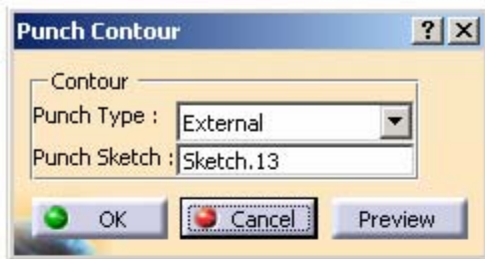 Punch Contour ? ×
Contour
Punch Type : External
Punch Sketch : Sketch.13
OK Cancel Preview